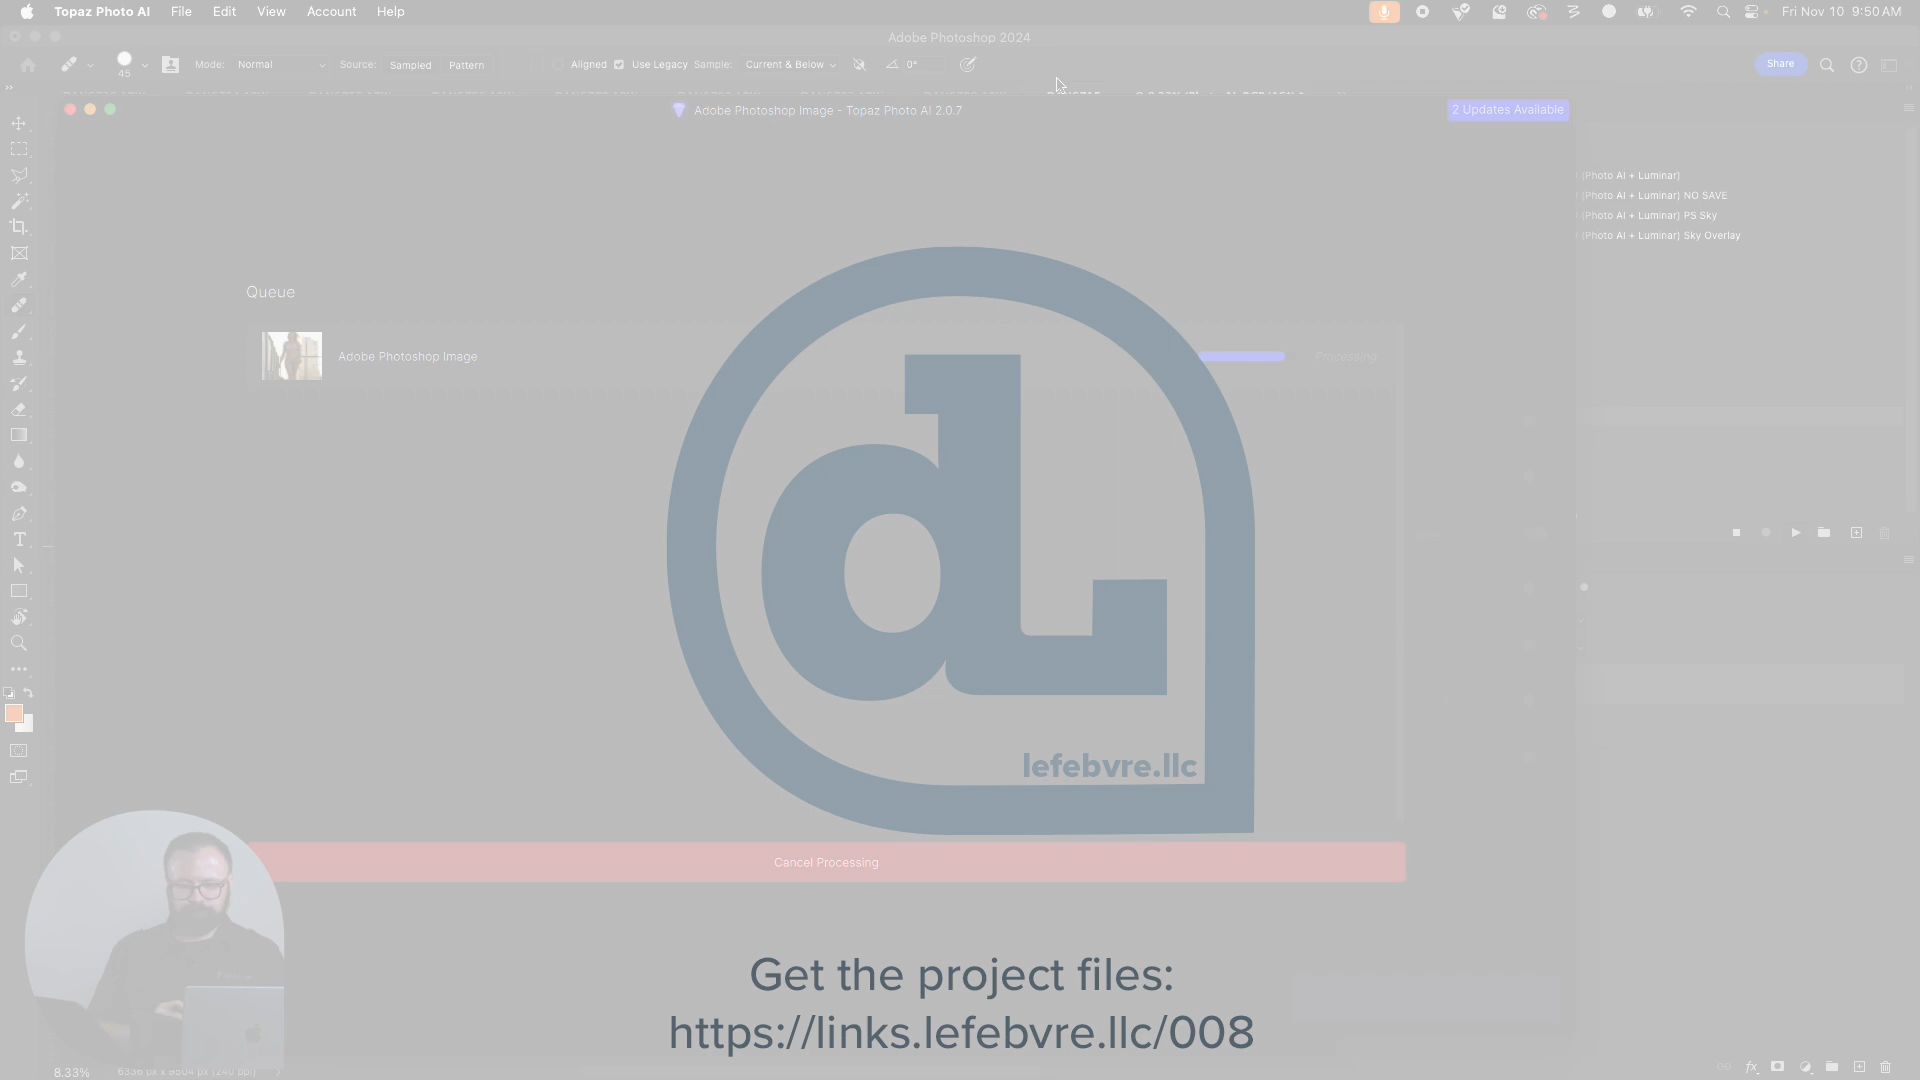 Topaz Photo AI File Edit View Account Help
Fri Nov 10 9:50 AM
Adobe Photoshop 2024
45
Mode: Normal
Source: Sampled Pattern
Aligned Use Legacy Sample: Current & Below
0°
Share
Adobe Photoshop Image - Topaz Photo AI 2.0.7
2 Updates Available
(Photo AI + Luminar)
(Photo AI + Luminar) NO SAVE
(Photo AI + Luminar) PS Sky
(Photo AI + Luminar) Sky Overlay
Queue
Adobe Photoshop Image
Processing
dL
lefebvre.llc
Cancel Processing
Get the project files:
https://links.lefebvre.llc/008
8.33%